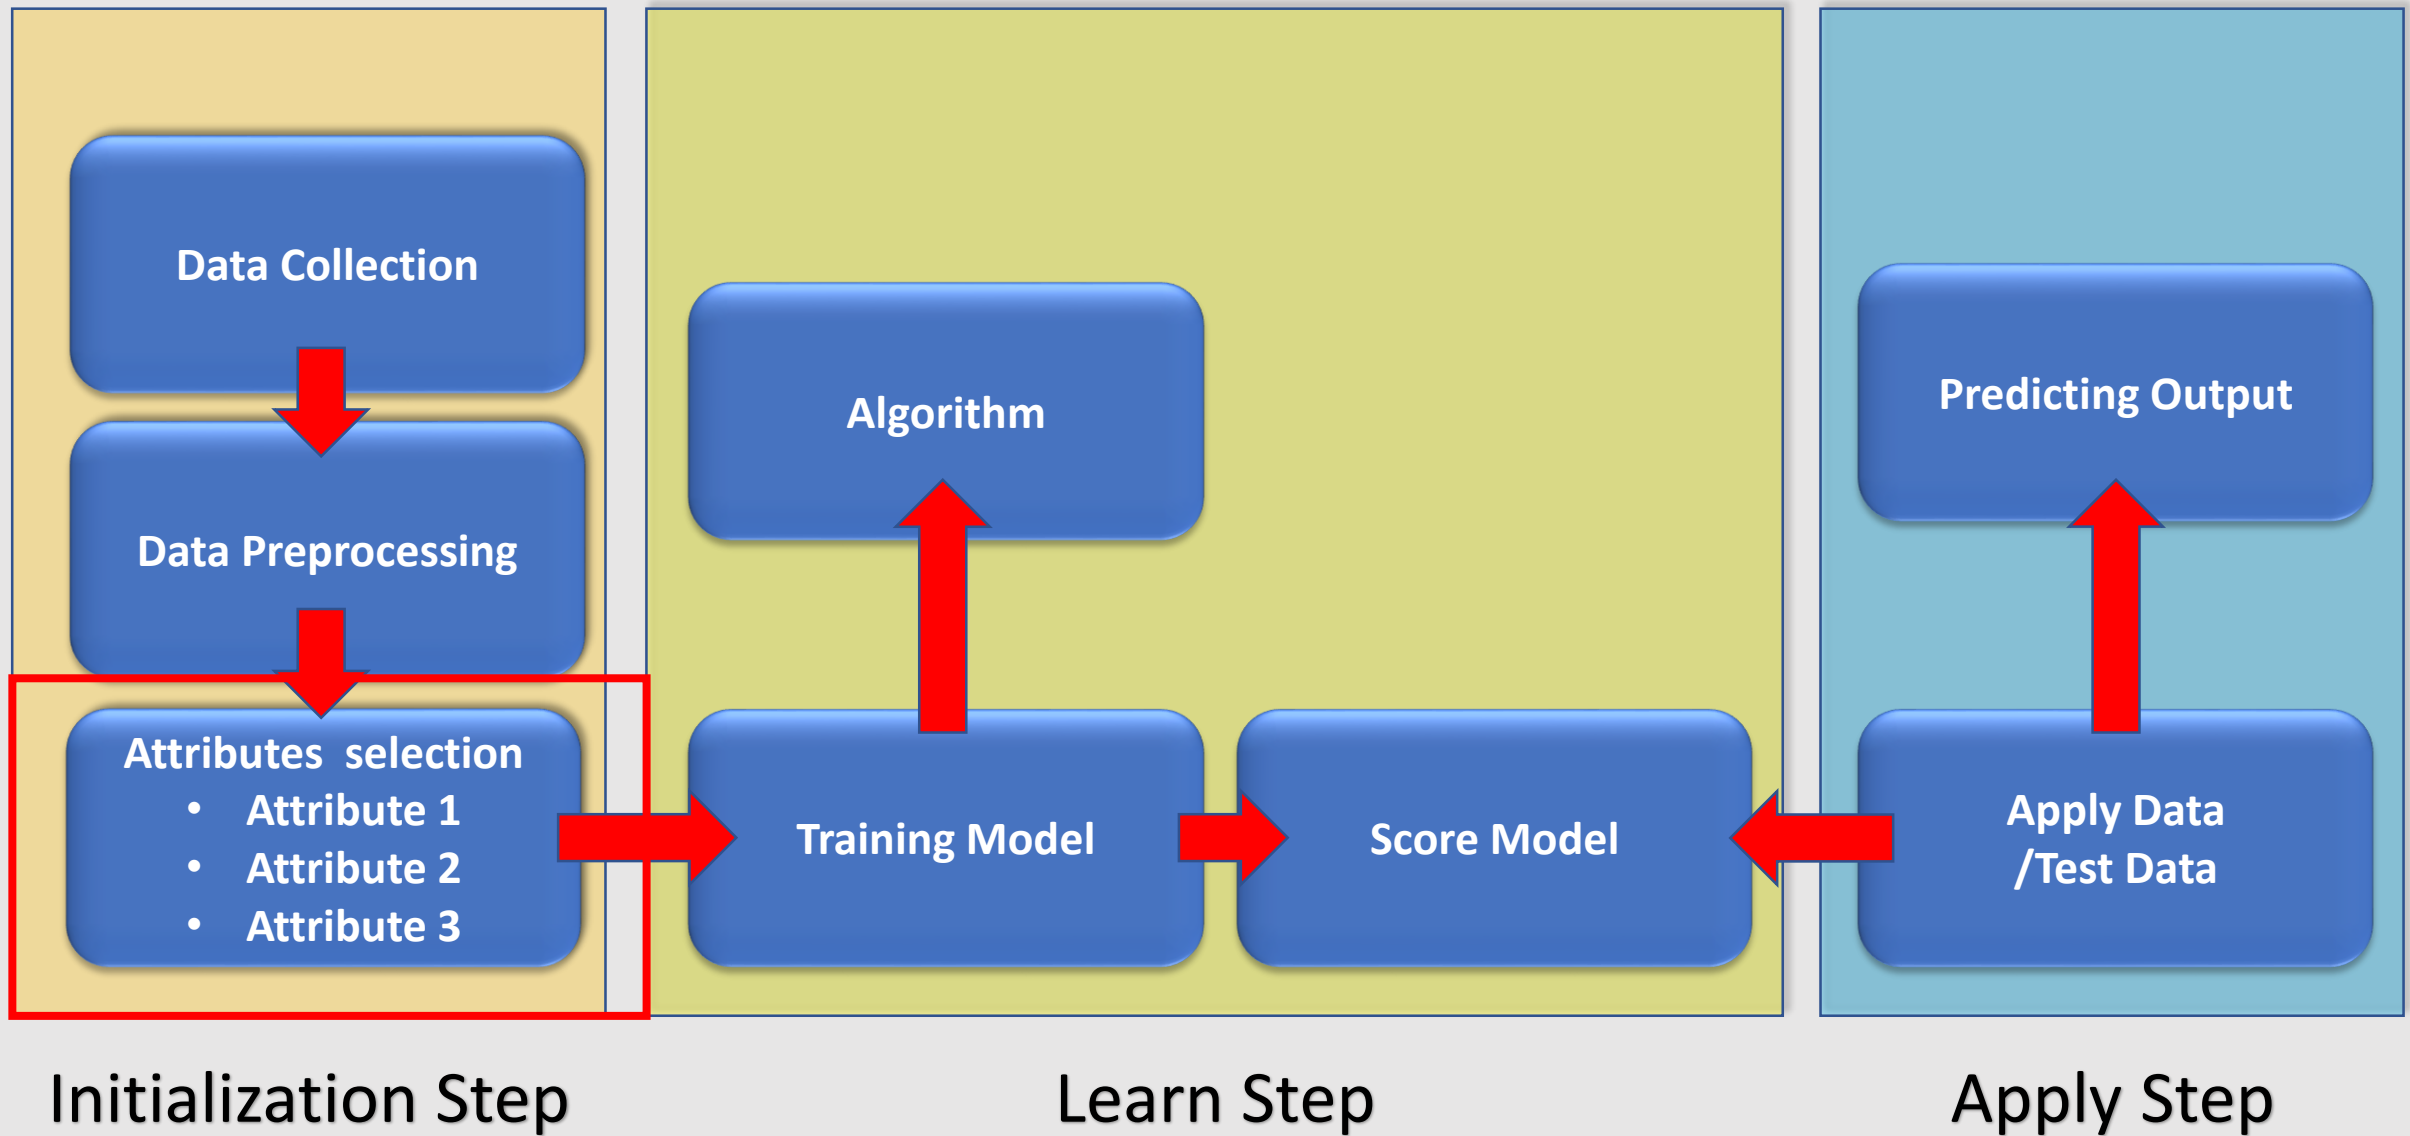 Data Collection
Data Preprocessing
Attributes  selection
• Attribute 1
• Attribute 2
• Attribute 3
Initialization Step
Algorithm
Training Model
Score Model
Learn Step
Predicting Output
Apply Data
/Test Data
Apply Step